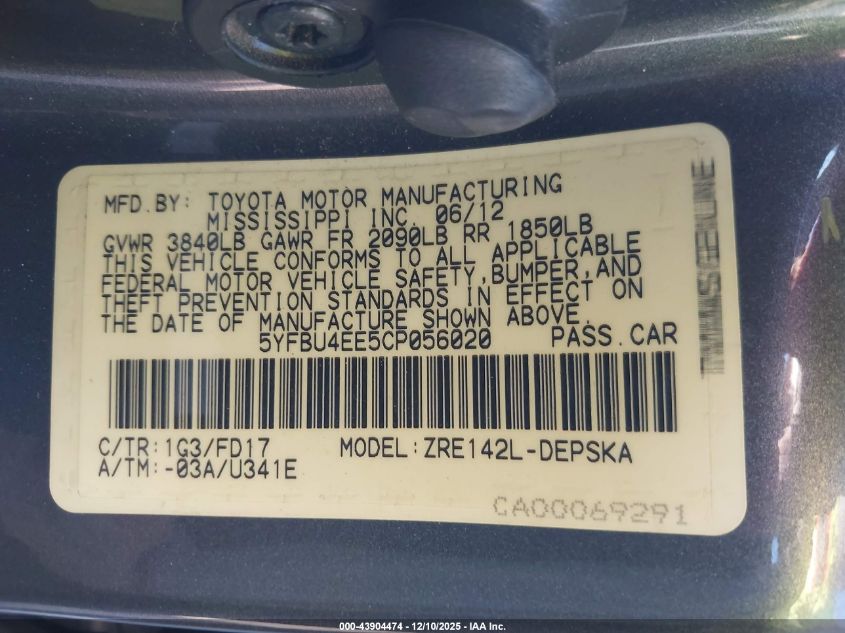 MFD.BY: TOYOTA MOTOR MANUFACTURING
MISSISSIPPI INC. 06/12
GVWR 3840LB GAWR FR 2090LB RR 1850LB
THIS VEHICLE CONFORMS TO ALL APPLICABLE
FEDERAL MOTOR VEHICLE SAFETY,BUMPER,AND
THEFT PREVENTION STANDARDS IN EFFECT ON
THE DATE OF MANUFACTURE SHOWN ABOVE.
5YFBU4EE5CP056020 PASS.CAR
C/TR:1G3/FD17 MODEL:ZRE142L-DEPSKA
A/TM:-03A/U341E
CA00069291
000-43904474 - 12/10/2025 - IAA Inc.